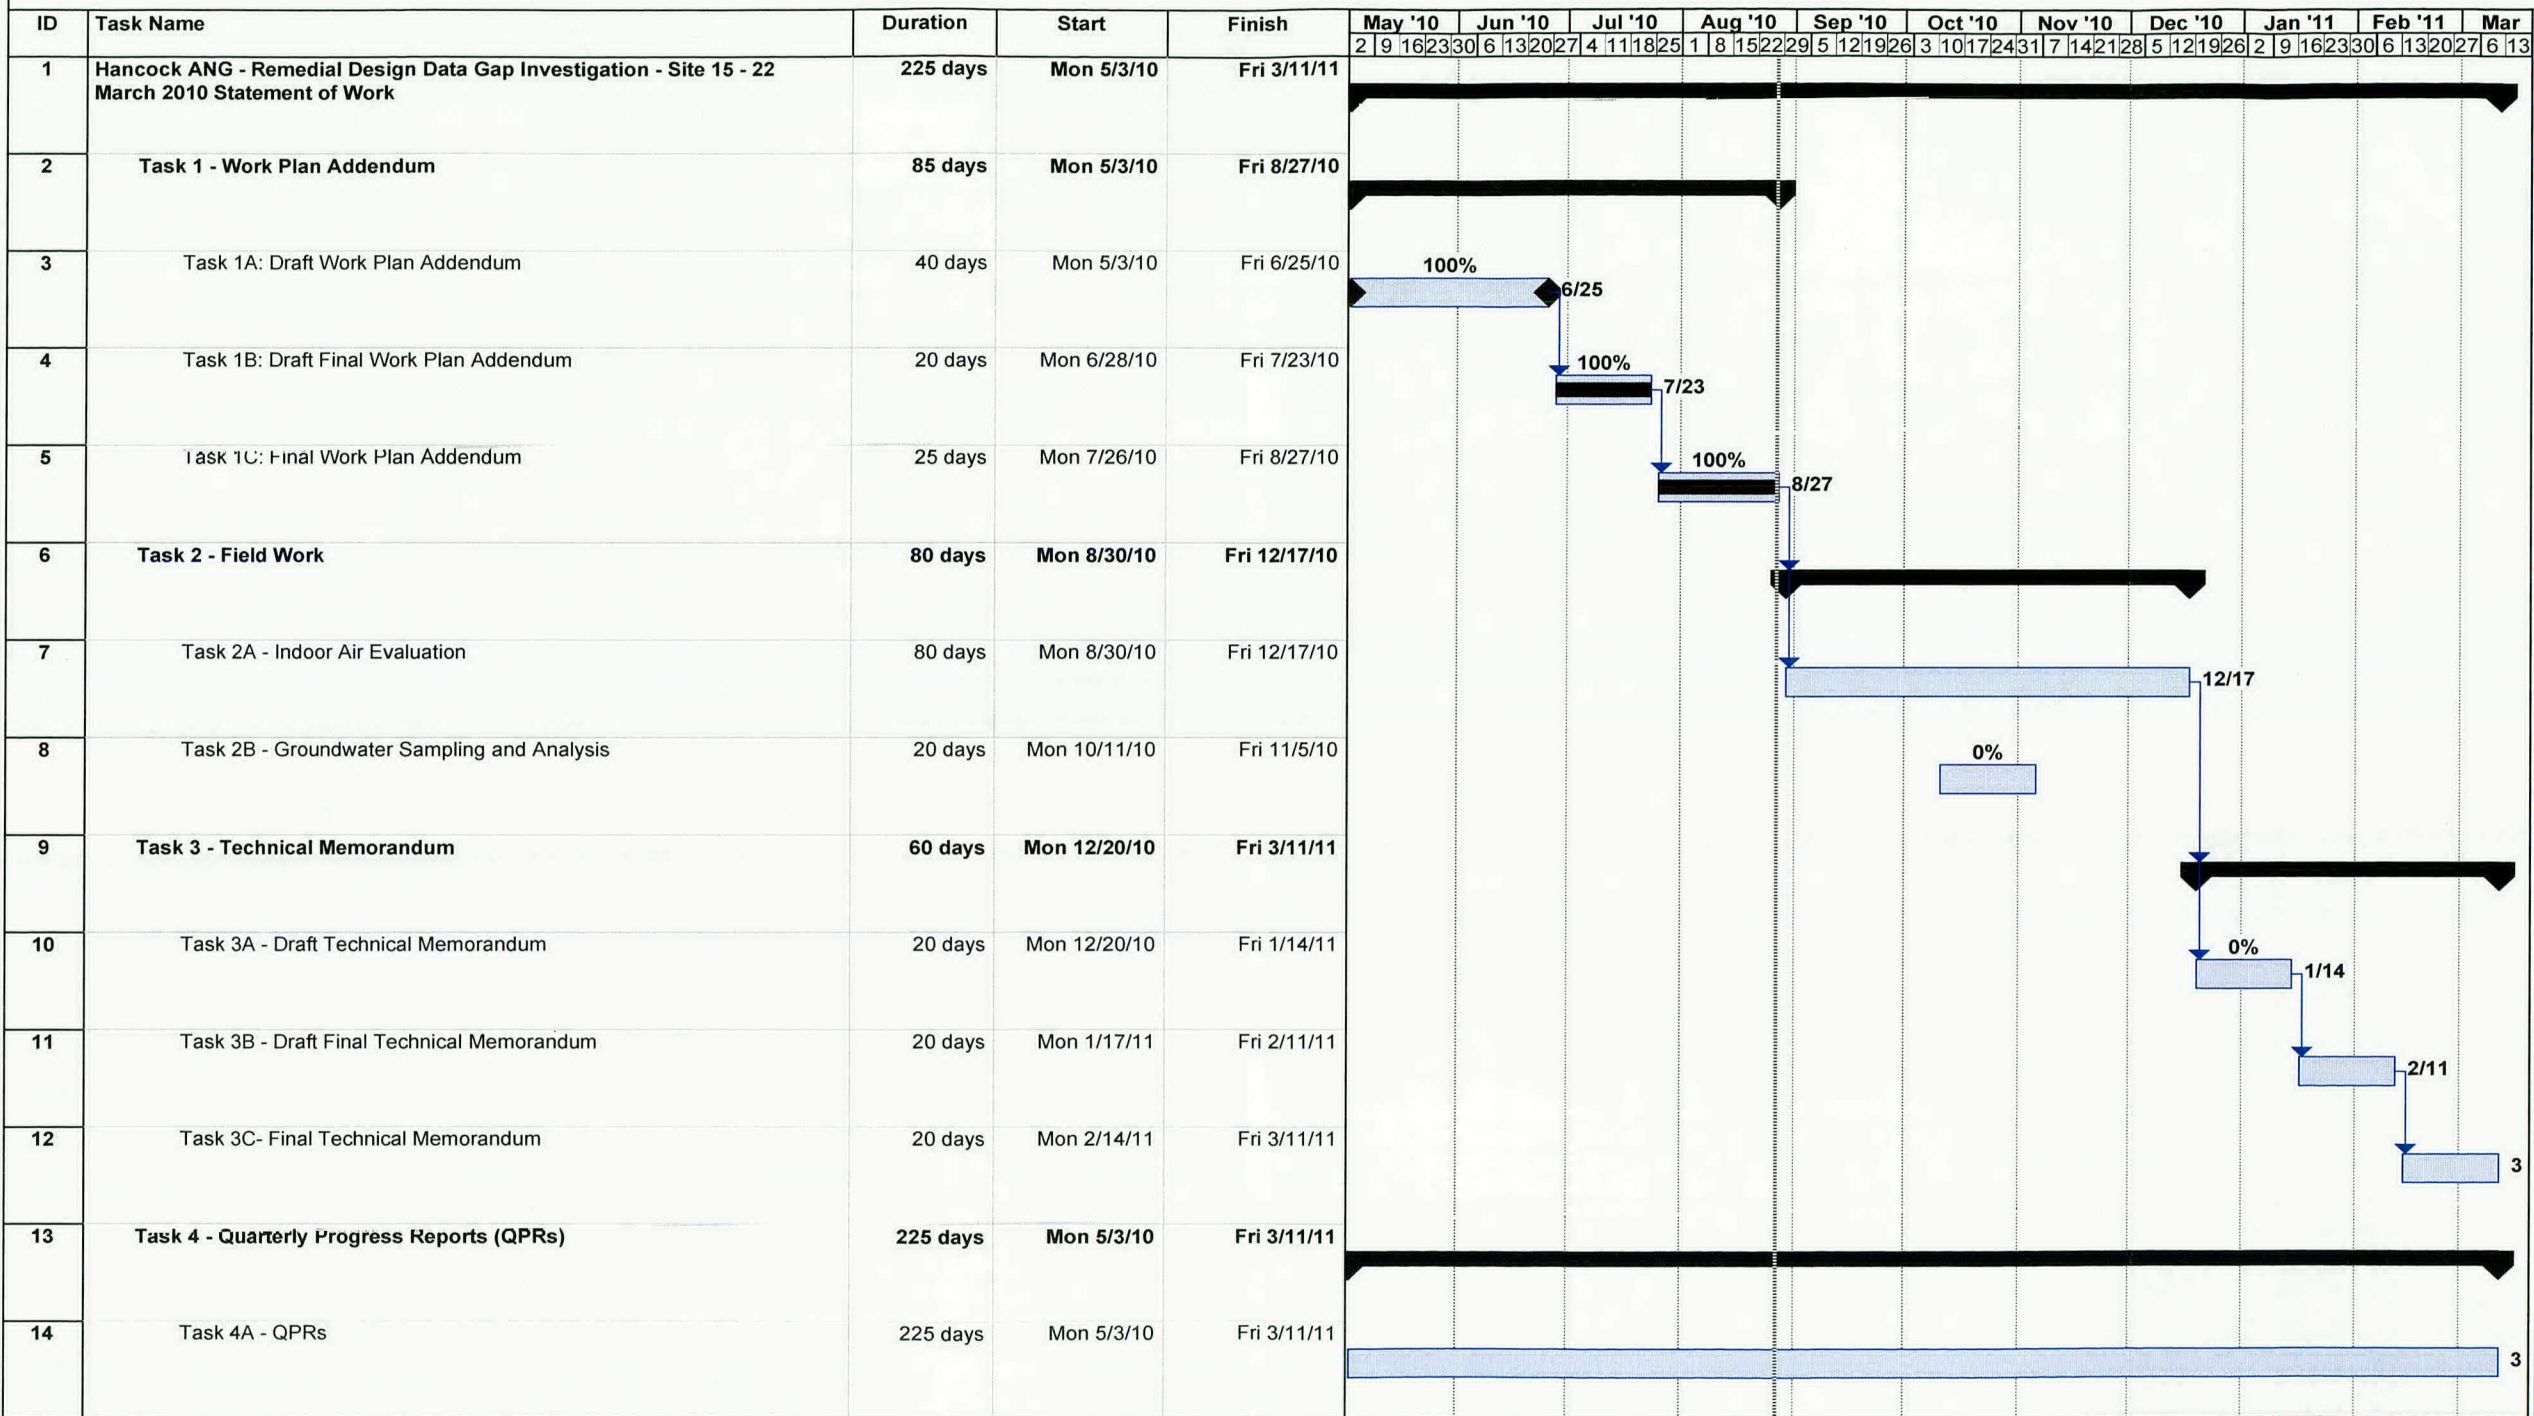 ID Task Name Duration Start Finish May '10 Jun '10 Jul '10 Aug '10 Sep '10 Oct '10 Nov '10 Dec '10 Jan '11 Feb '11 Mar
2 9 16 23 30 6 13 20 27 4 11 18 25 1 8 15 22 29 5 12 19 26 3 10 17 24 31 7 14 21 28 5 12 19 26 2 9 16 23 30 6 13 20 27 6 13
1 Hancock ANG - Remedial Design Data Gap Investigation - Site 15 - 22 225 days Mon 5/3/10 Fri 3/11/11
March 2010 Statement of Work
2 Task 1 - Work Plan Addendum 85 days Mon 5/3/10 Fri 8/27/10
3 Task 1A: Draft Work Plan Addendum 40 days Mon 5/3/10 Fri 6/25/10 100%
6/25
4 Task 1B: Draft Final Work Plan Addendum 20 days Mon 6/28/10 Fri 7/23/10 100%
7/23
5 Task 1C: Final Work Plan Addendum 25 days Mon 7/26/10 Fri 8/27/10 100%
8/27
6 Task 2 - Field Work 80 days Mon 8/30/10 Fri 12/17/10
7 Task 2A - Indoor Air Evaluation 80 days Mon 8/30/10 Fri 12/17/10
12/17
8 Task 2B - Groundwater Sampling and Analysis 20 days Mon 10/11/10 Fri 11/5/10 0%
9 Task 3 - Technical Memorandum 60 days Mon 12/20/10 Fri 3/11/11
10 Task 3A - Draft Technical Memorandum 20 days Mon 12/20/10 Fri 1/14/11 0%
1/14
11 Task 3B - Draft Final Technical Memorandum 20 days Mon 1/17/11 Fri 2/11/11
2/11
12 Task 3C- Final Technical Memorandum 20 days Mon 2/14/11 Fri 3/11/11
3
13 Task 4 - Quarterly Progress Reports (QPRs) 225 days Mon 5/3/10 Fri 3/11/11
14 Task 4A - QPRs 225 days Mon 5/3/10 Fri 3/11/11
3